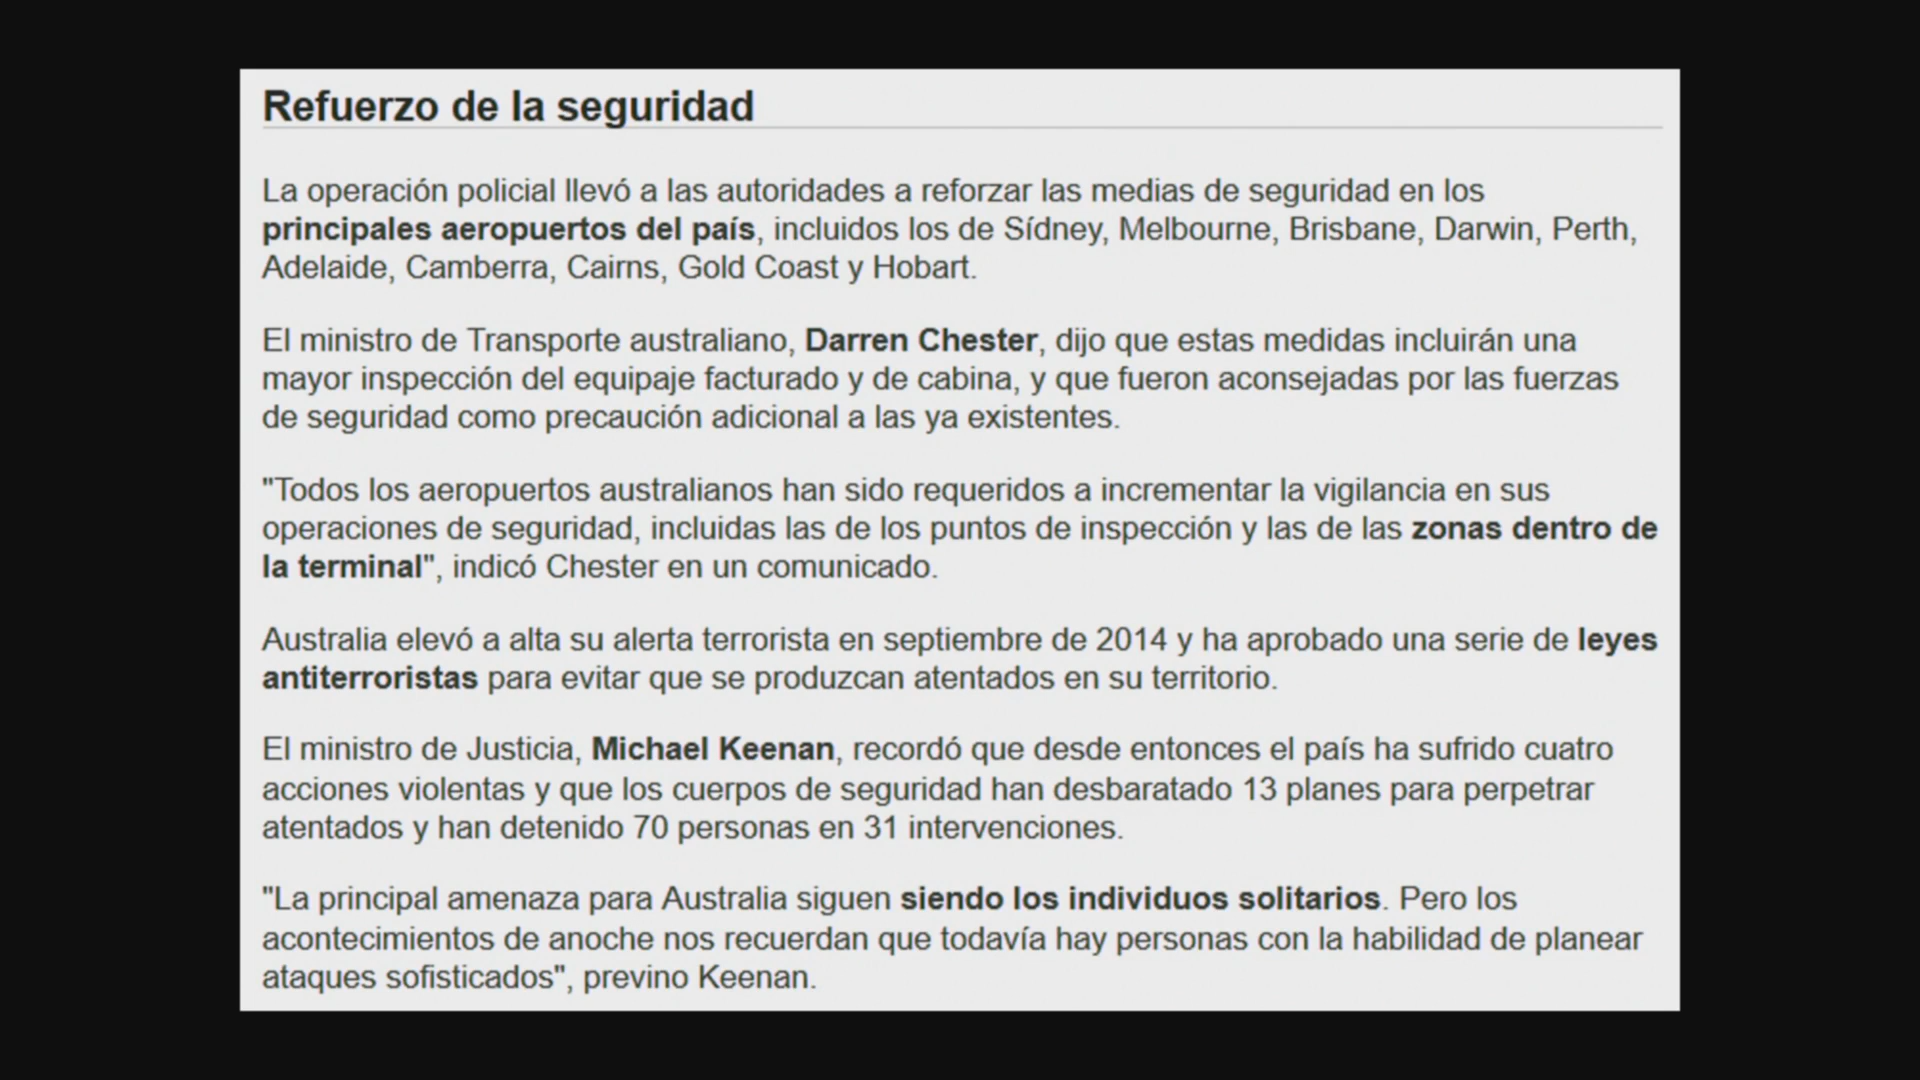 Refuerzo de la seguridad
La operación policial llevó a las autoridades a reforzar las medias de seguridad en los
principales aeropuertos del país, incluidos los de Sídney, Melbourne, Brisbane, Darwin, Perth,
Adelaide, Camberra, Cairns, Gold Coast y Hobart.
El ministro de Transporte australiano, Darren Chester, dijo que estas medidas incluirán una
mayor inspección del equipaje facturado y de cabina, y que fueron aconsejadas por las fuerzas
de seguridad como precaución adicional a las ya existentes.
"Todos los aeropuertos australianos han sido requeridos a incrementar la vigilancia en sus
operaciones de seguridad, incluidas las de los puntos de inspección y las de las zonas dentro de
la terminal", indicó Chester en un comunicado.
Australia elevó a alta su alerta terrorista en septiembre de 2014 y ha aprobado una serie de leyes
antiterroristas para evitar que se produzcan atentados en su territorio.
El ministro de Justicia, Michael Keenan, recordó que desde entonces el país ha sufrido cuatro
acciones violentas y que los cuerpos de seguridad han desbaratado 13 planes para perpetrar
atentados y han detenido 70 personas en 31 intervenciones.
"La principal amenaza para Australia siguen siendo los individuos solitarios. Pero los
acontecimientos de anoche nos recuerdan que todavía hay personas con la habilidad de planear
ataques sofisticados", previno Keenan.